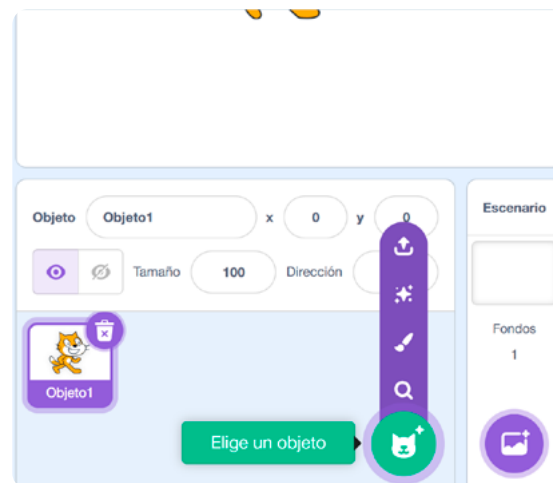 Objeto Objeto1 x 0 y 0
Escenario
Tamaño 100 Dirección
Fondos
1
Objeto1
Elige un objeto